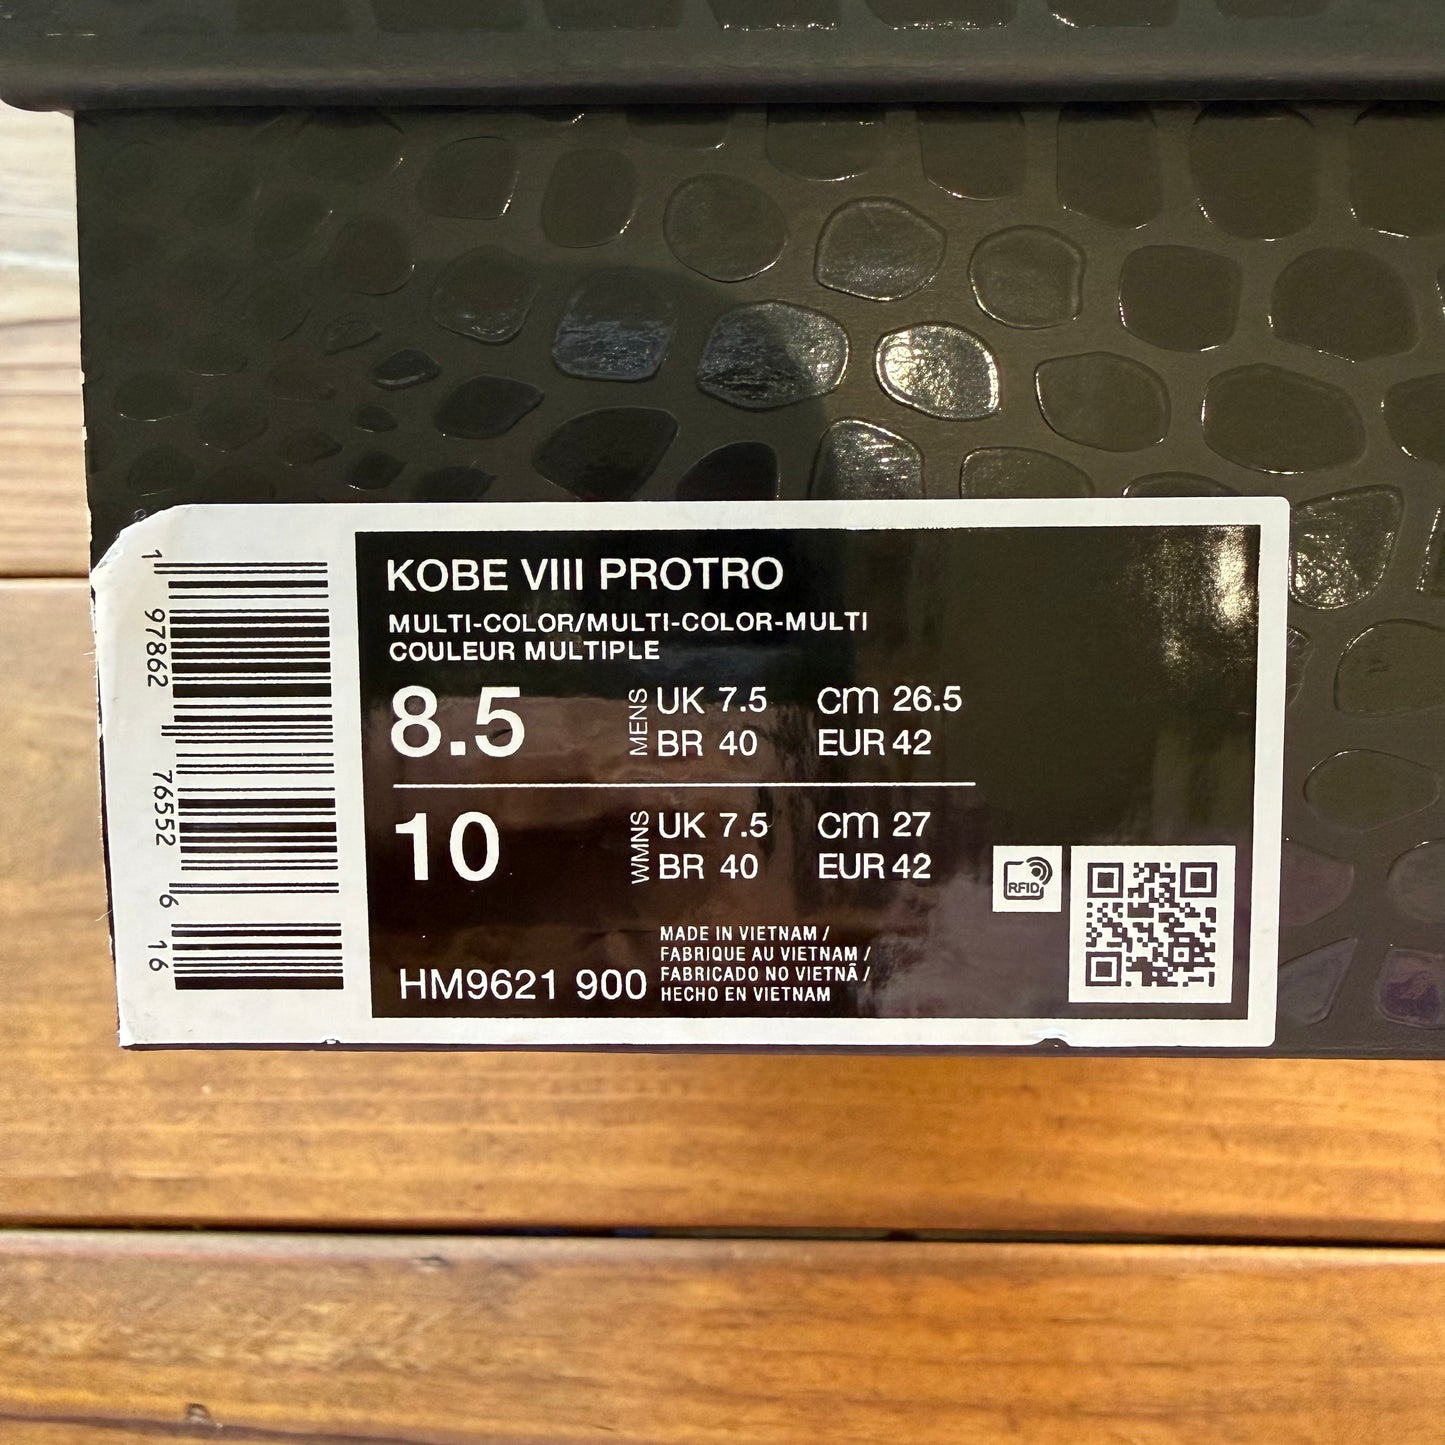 KOBE VIII PROTRO
MULTI-COLOR/MULTI-COLOR-MULTI
COULEUR MULTIPLE
8.5 MENS UK 7.5 CM 26.5
BR 40 EUR 42
10 WMNS UK 7.5 CM 27
BR 40 EUR 42
RFID
MADE IN VIETNAM /
FABRIQUE AU VIETNAM /
FABRICADO NO VIETNÃ /
HECHO EN VIETNAM
HM9621 900
1 97862 76552 6 16